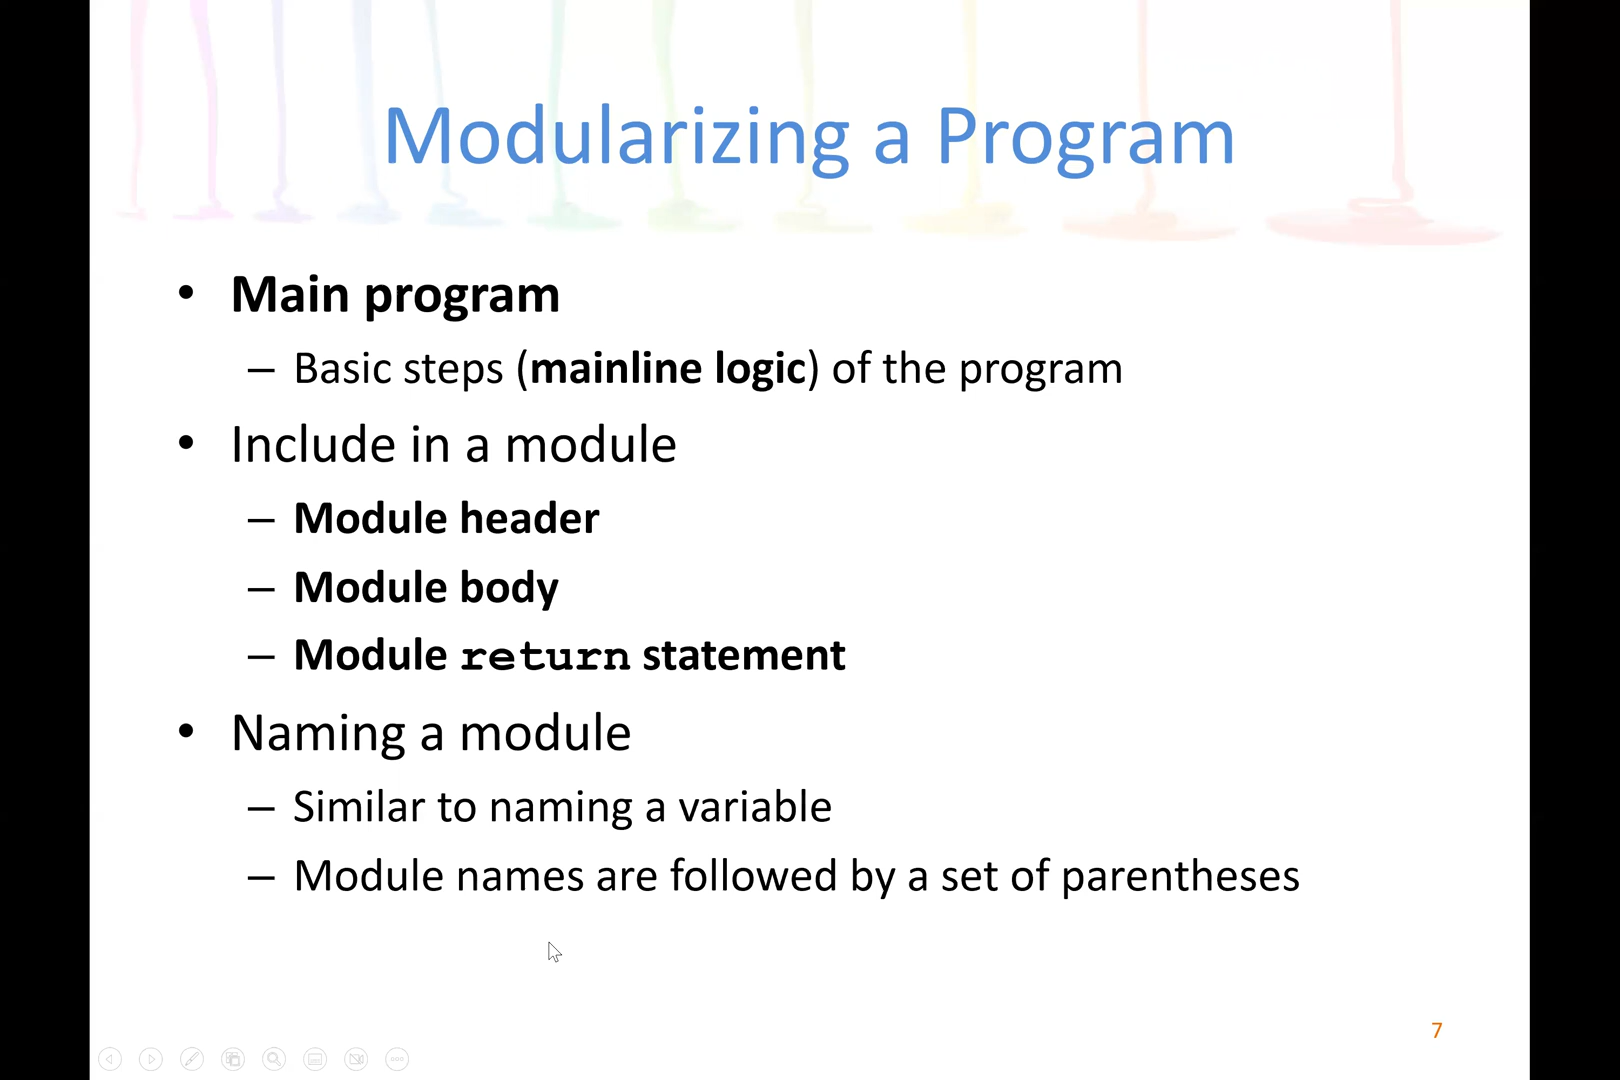 Modularizing a Program
• Main program
– Basic steps (mainline logic) of the program
• Include in a module
– Module header
– Module body
– Module return statement
• Naming a module
– Similar to naming a variable
– Module names are followed by a set of parentheses
7